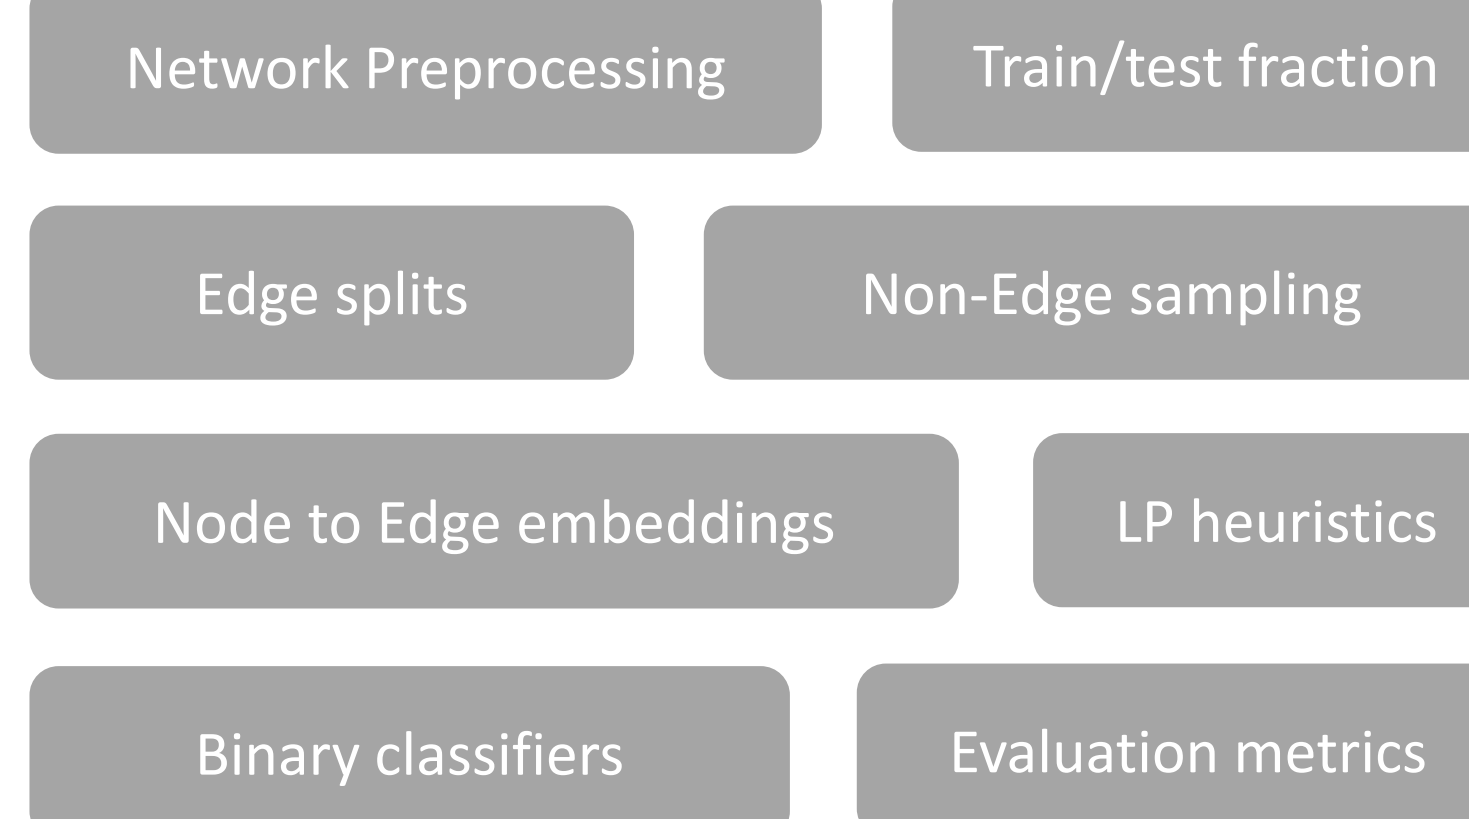 Network Preprocessing
Train/test fraction
Edge splits
Non-Edge sampling
Node to Edge embeddings
LP heuristics
Binary classifiers
Evaluation metrics